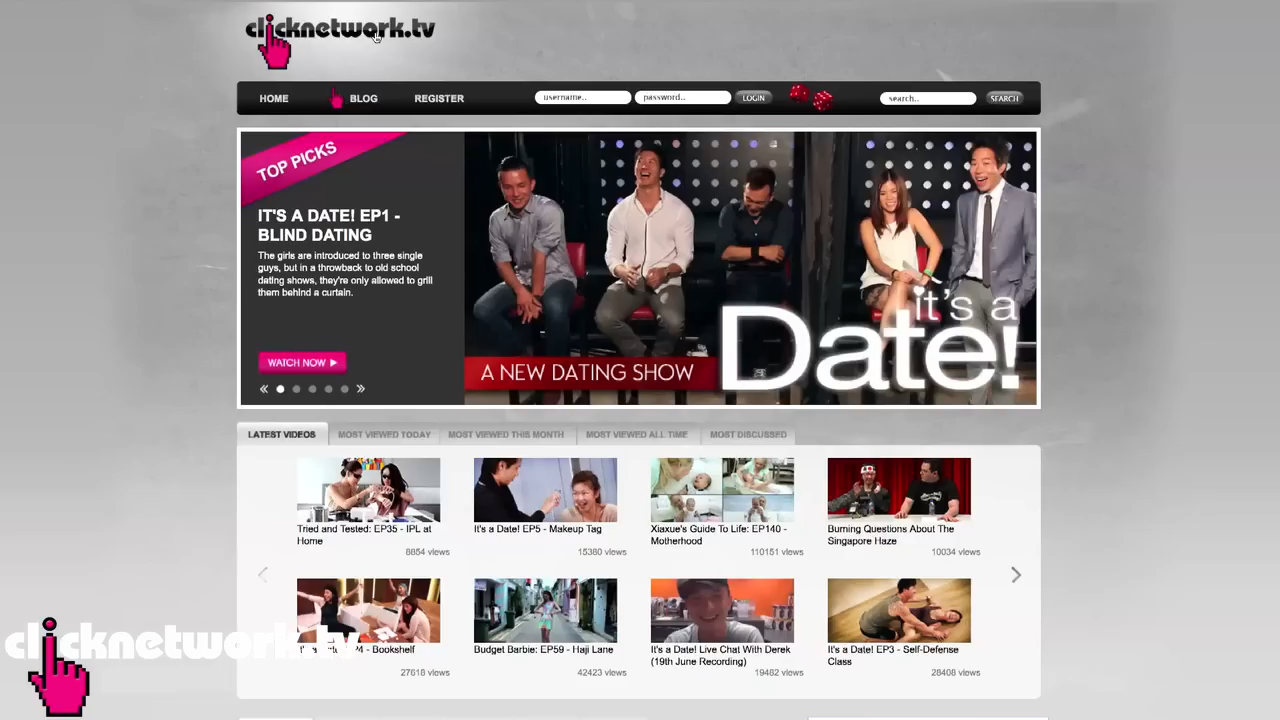 clicknetwork.tv
HOME BLOG REGISTER username.. password.. LOGIN search.. SEARCH
TOP PICKS
IT'S A DATE! EP1 -
BLIND DATING
The girls are introduced to three single
guys, but in a throwback to old school
dating shows, they're only allowed to grill
them behind a curtain.
WATCH NOW
it's a
Date!
A NEW DATING SHOW
LATEST VIDEOS MOST VIEWED TODAY MOST VIEWED THIS MONTH MOST VIEWED ALL TIME MOST DISCUSSED
Tried and Tested: EP35 - IPL at
Home
6854 views
It's a Date! EP5 - Makeup Tag
15380 views
Xiaxue's Guide To Life: EP140 -
Motherhood
110151 views
Burning Questions About The
Singapore Haze
10034 views
- Bookshelf
27618 views
Budget Barbie: EP59 - Haji Lane
42423 views
It's a Date! Live Chat With Derek
(19th June Recording)
19482 views
It's a Date! EP3 - Self-Defense
Class
28408 views
clicknetwork.tv